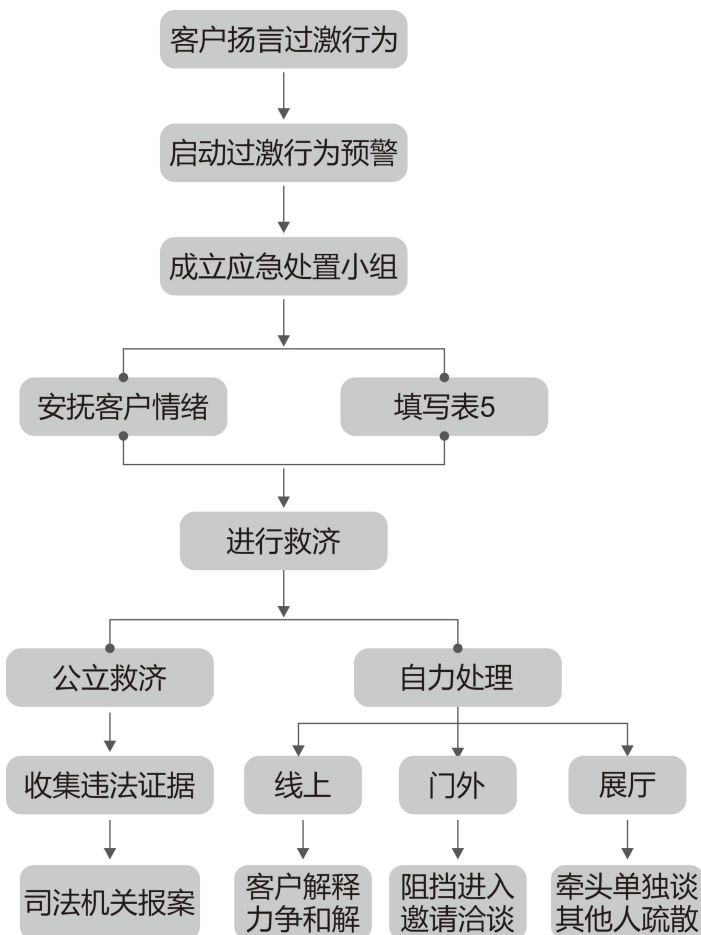 客户扬言过激行为
启动过激行为预警
成立应急处置小组
安抚客户情绪
填写表5
进行救济
公立救济
自力处理
收集违法证据
线上
门外
展厅
司法机关报案
客户解释
力争和解
阻挡进入
邀请洽谈
牵头单独谈
其他人疏散